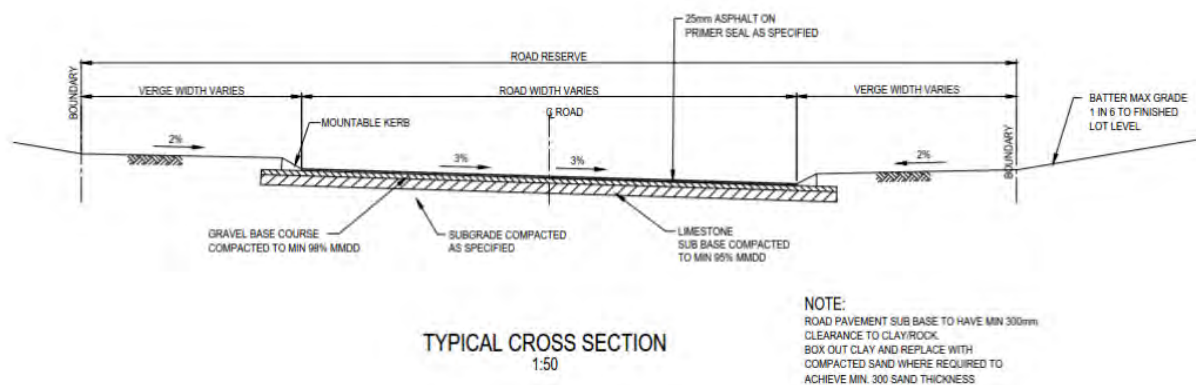 25mm ASPHALT ON
PRIMER SEAL AS SPECIFIED
ROAD RESERVE
BOUNDARY
VERGE WIDTH VARIES
ROAD WIDTH VARIES
VERGE WIDTH VARIES
BATTER MAX GRADE
1 IN 6 TO FINISHED
LOT LEVEL
℄ ROAD
MOUNTABLE KERB
2%
3%
3%
2%
BOUNDARY
GRAVEL BASE COURSE
COMPACTED TO MIN 98% MMDD
SUBGRADE COMPACTED
AS SPECIFIED
LIMESTONE
SUB BASE COMPACTED
TO MIN 95% MMDD
TYPICAL CROSS SECTION
1:50
NOTE:
ROAD PAVEMENT SUB BASE TO HAVE MIN 300mm
CLEARANCE TO CLAY/ROCK.
BOX OUT CLAY AND REPLACE WITH
COMPACTED SAND WHERE REQUIRED TO
ACHIEVE MIN. 300 SAND THICKNESS